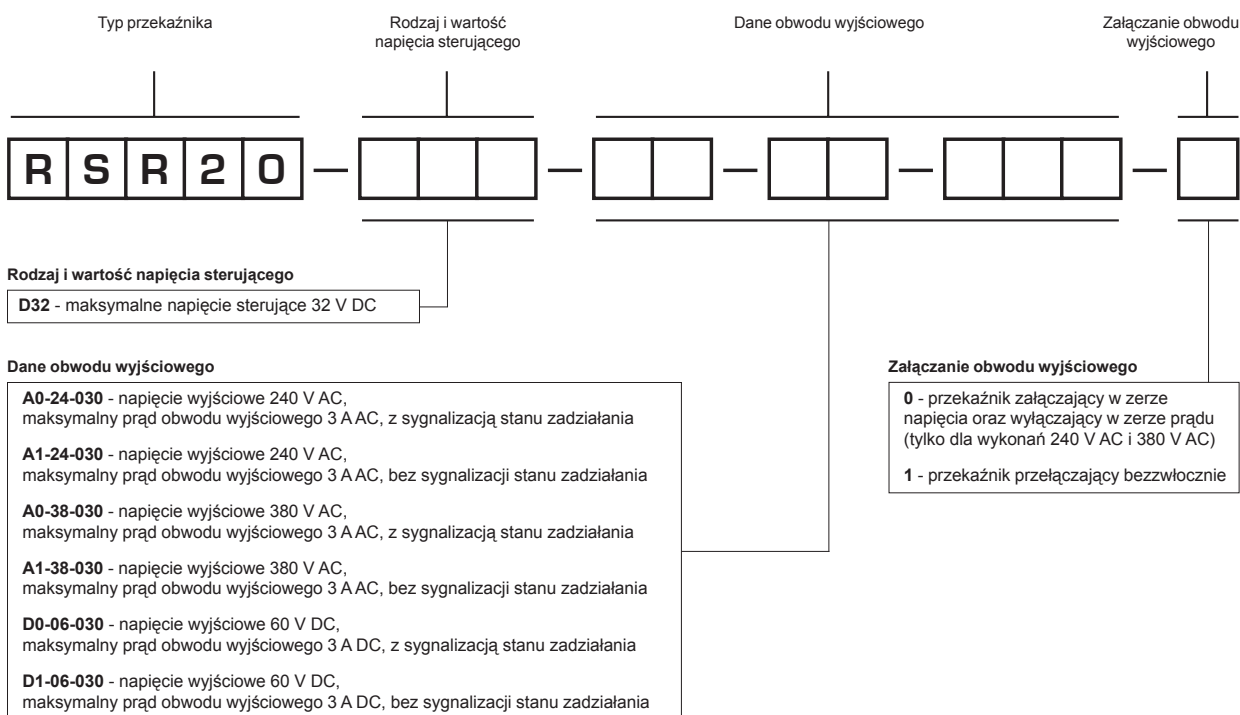 Typ przekaźnika
Rodzaj i wartość
napięcia sterującego
Dane obwodu wyjściowego
Załączanie obwodu
wyjściowego
R S R 2 0 — — — — —
Rodzaj i wartość napięcia sterującego
D32 - maksymalne napięcie sterujące 32 V DC
Dane obwodu wyjściowego
A0-24-030 - napięcie wyjściowe 240 V AC,
maksymalny prąd obwodu wyjściowego 3 A AC, z sygnalizacją stanu zadziałania
A1-24-030 - napięcie wyjściowe 240 V AC,
maksymalny prąd obwodu wyjściowego 3 A AC, bez sygnalizacji stanu zadziałania
A0-38-030 - napięcie wyjściowe 380 V AC,
maksymalny prąd obwodu wyjściowego 3 A AC, z sygnalizacją stanu zadziałania
A1-38-030 - napięcie wyjściowe 380 V AC,
maksymalny prąd obwodu wyjściowego 3 A AC, bez sygnalizacji stanu zadziałania
D0-06-030 - napięcie wyjściowe 60 V DC,
maksymalny prąd obwodu wyjściowego 3 A DC, z sygnalizacją stanu zadziałania
D1-06-030 - napięcie wyjściowe 60 V DC,
maksymalny prąd obwodu wyjściowego 3 A DC, bez sygnalizacji stanu zadziałania
Załączanie obwodu wyjściowego
0 - przekaźnik załączający w zerze
napięcia oraz wyłączający w zerze prądu
(tylko dla wykonań 240 V AC i 380 V AC)
1 - przekaźnik przełączający bezzwłocznie